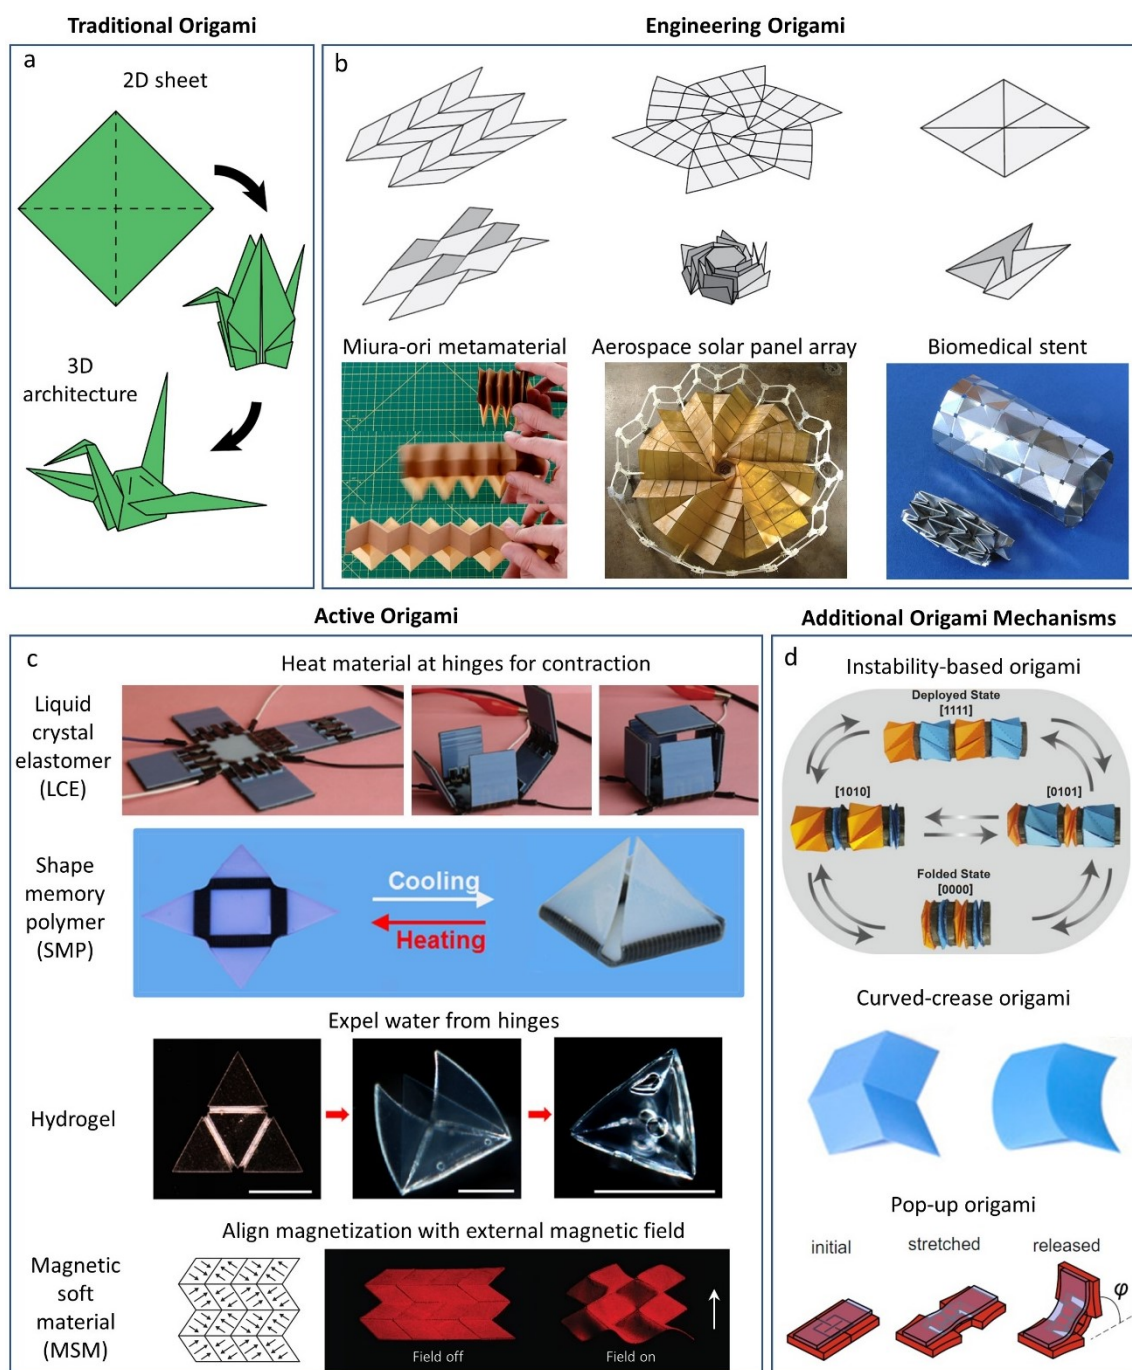 Traditional Origami
Engineering Origami
a
2D sheet
3D
architecture
b
Miura-ori metamaterial
Aerospace solar panel array
Biomedical stent
Active Origami
Additional Origami Mechanisms
c
Heat material at hinges for contraction
Liquid
crystal
elastomer
(LCE)
Shape
memory
polymer
(SMP)
Cooling
Heating
Expel water from hinges
Hydrogel
Align magnetization with external magnetic field
Magnetic
soft
material
(MSM)
Field off
Field on
d
Instability-based origami
Deployed State
[1111]
[1010]
[0101]
Folded State
[0000]
Curved-crease origami
Pop-up origami
initial
stretched
released
φ